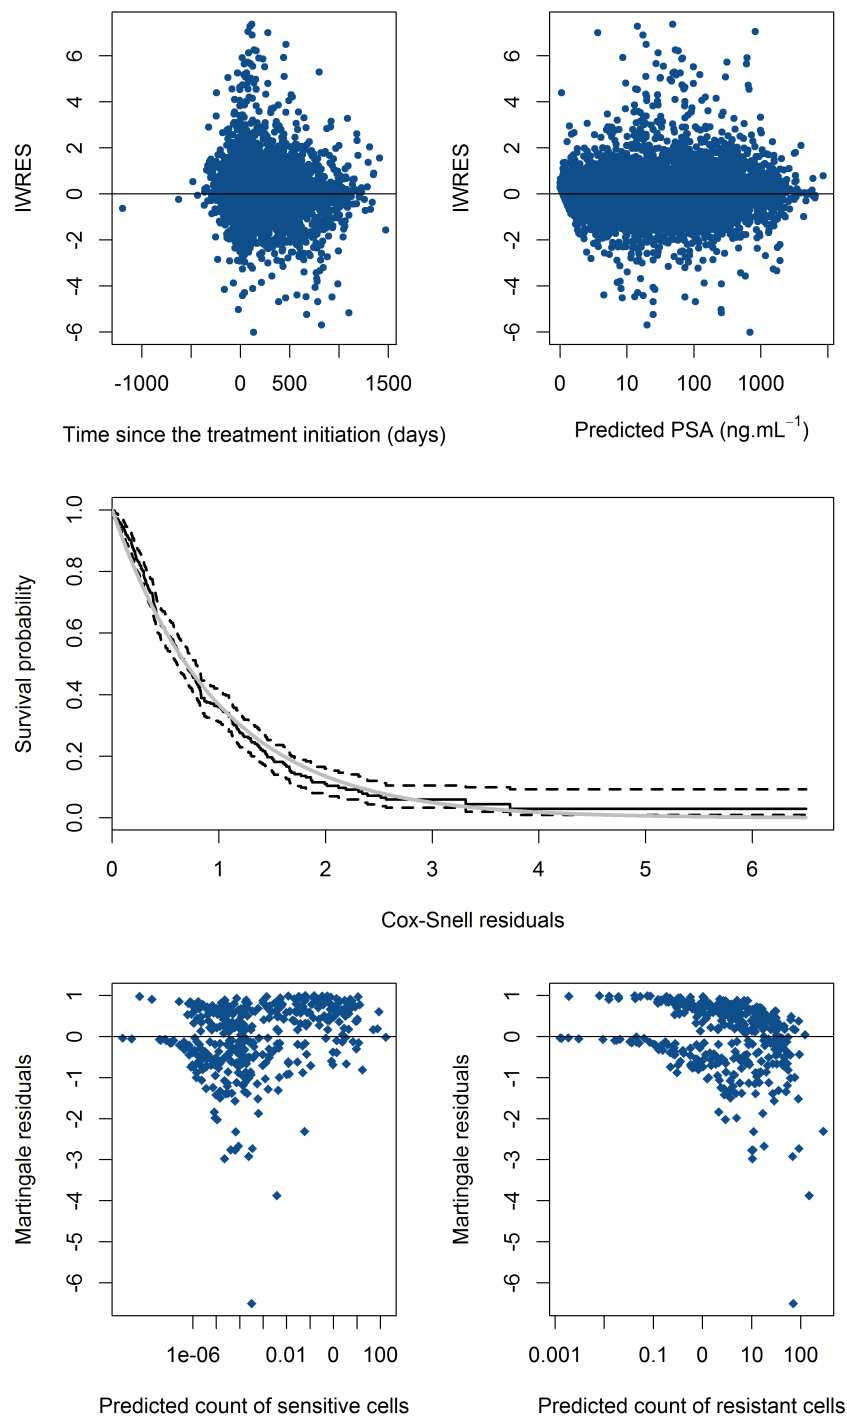 IWRES
6
4
2
0
-2
-4
-6
-1000 0 500 1500
Time since the treatment initiation (days)
IWRES
6
4
2
0
-2
-4
-6
0 10 100 1000
Predicted PSA (ng.mL⁻¹)
Survival probability
1.0
0.8
0.6
0.4
0.2
0.0
0 1 2 3 4 5 6
Cox-Snell residuals
Martingale residuals
1
0
-1
-2
-3
-4
-5
-6
1e-06 0.01 0 100
Predicted count of sensitive cells
Martingale residuals
1
0
-1
-2
-3
-4
-5
-6
0.001 0.1 0 10 100
Predicted count of resistant cells